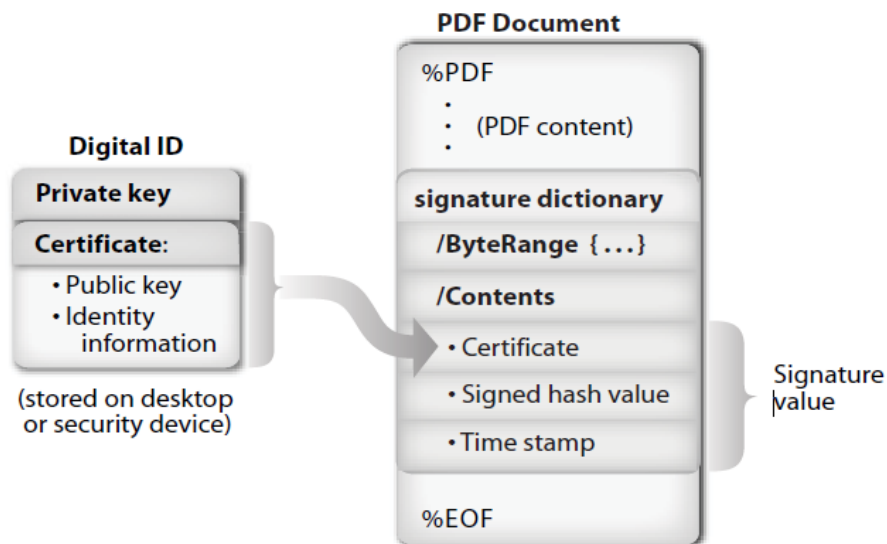 PDF Document
%PDF
•
• (PDF content)
•
Digital ID
Private key
Certificate:
• Public key
• Identity
information
(stored on desktop
or security device)
signature dictionary
/ByteRange {...}
/Contents
• Certificate
• Signed hash value
• Time stamp
%EOF
Signature
value